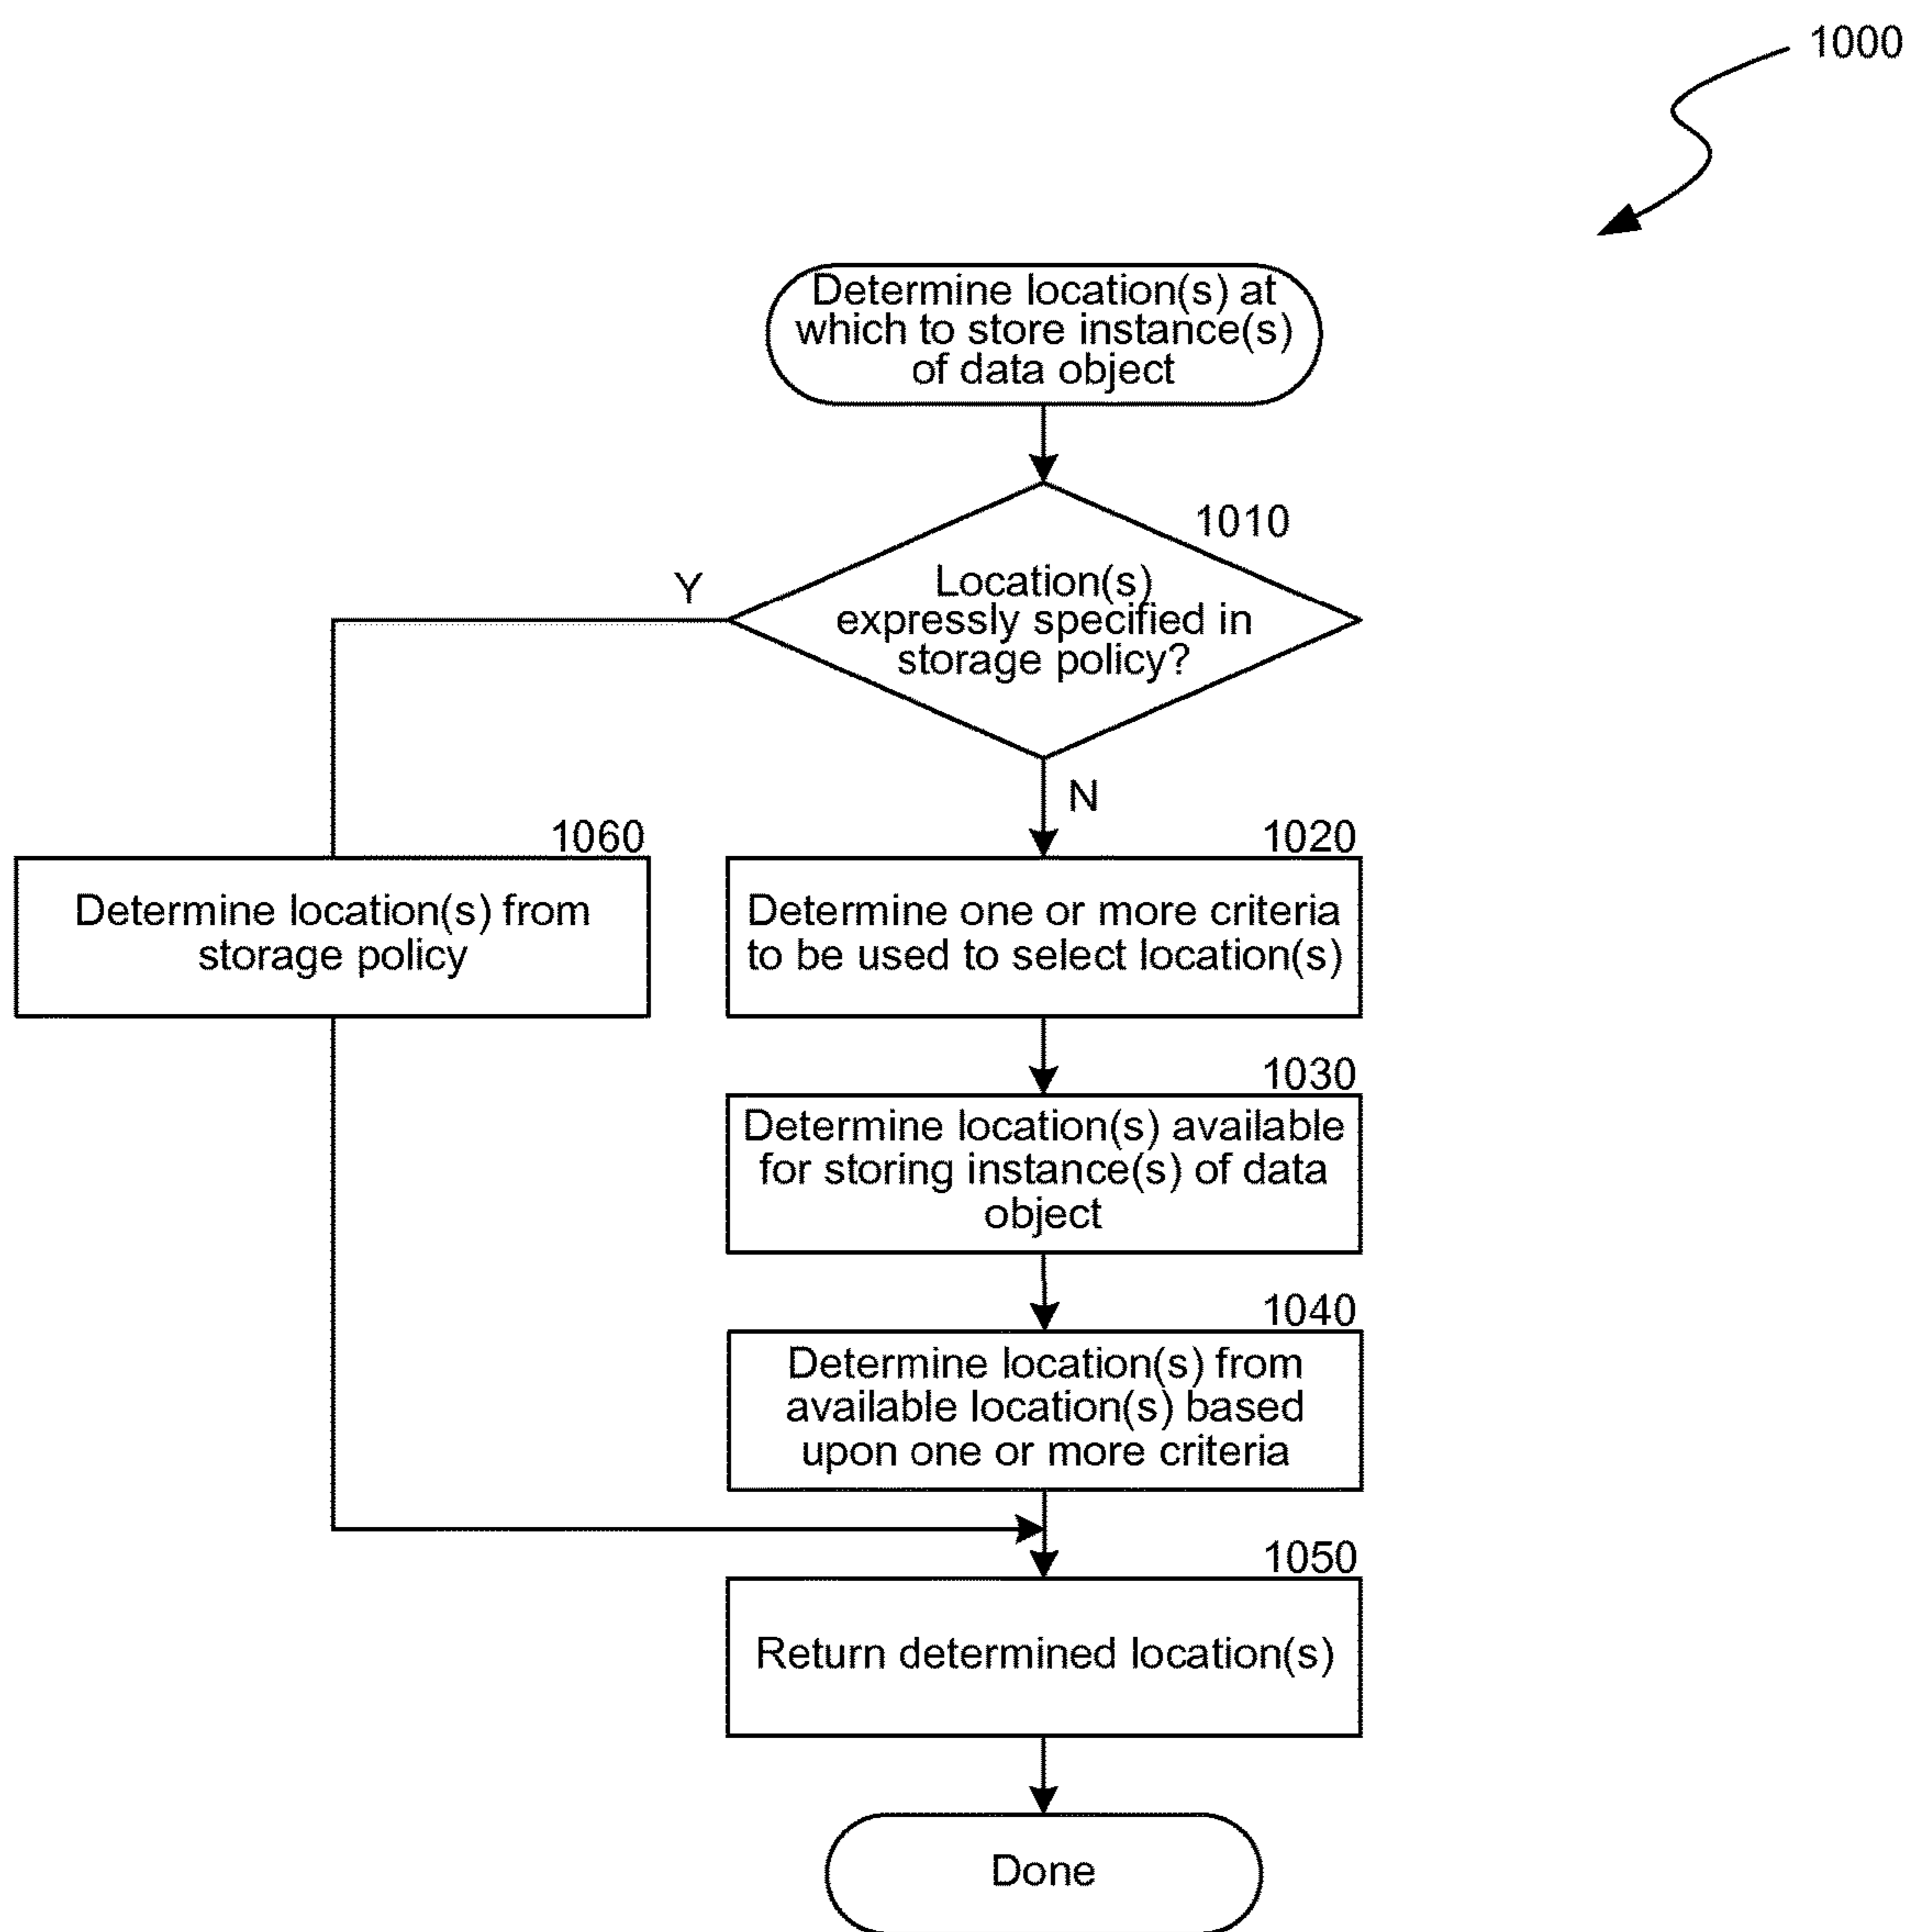 1000
Determine location(s) at
which to store instance(s)
of data object
1010
Location(s)
expressly specified in
storage policy?
Y
N
1060
Determine location(s) from
storage policy
1020
Determine one or more criteria
to be used to select location(s)
1030
Determine location(s) available
for storing instance(s) of data
object
1040
Determine location(s) from
available location(s) based
upon one or more criteria
1050
Return determined location(s)
Done